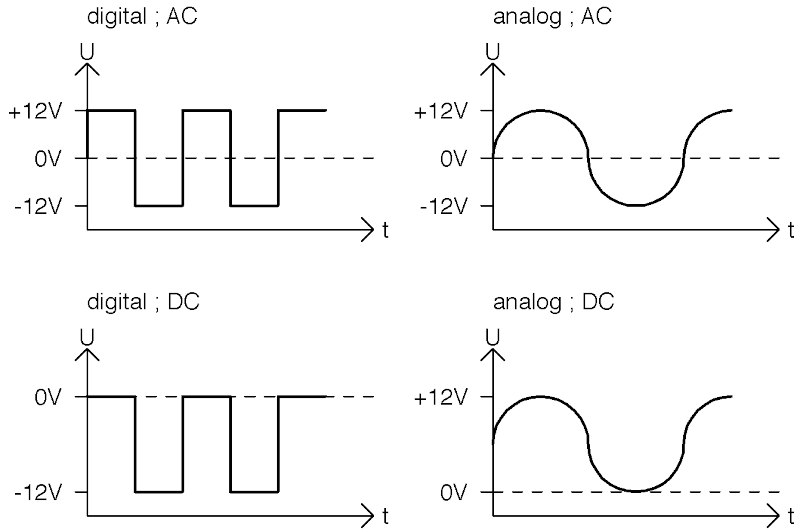 digital ; AC
U
+12V
0V
-12V
t
analog ; AC
U
+12V
0V
-12V
t
digital ; DC
U
0V
-12V
t
analog ; DC
U
+12V
0V
t